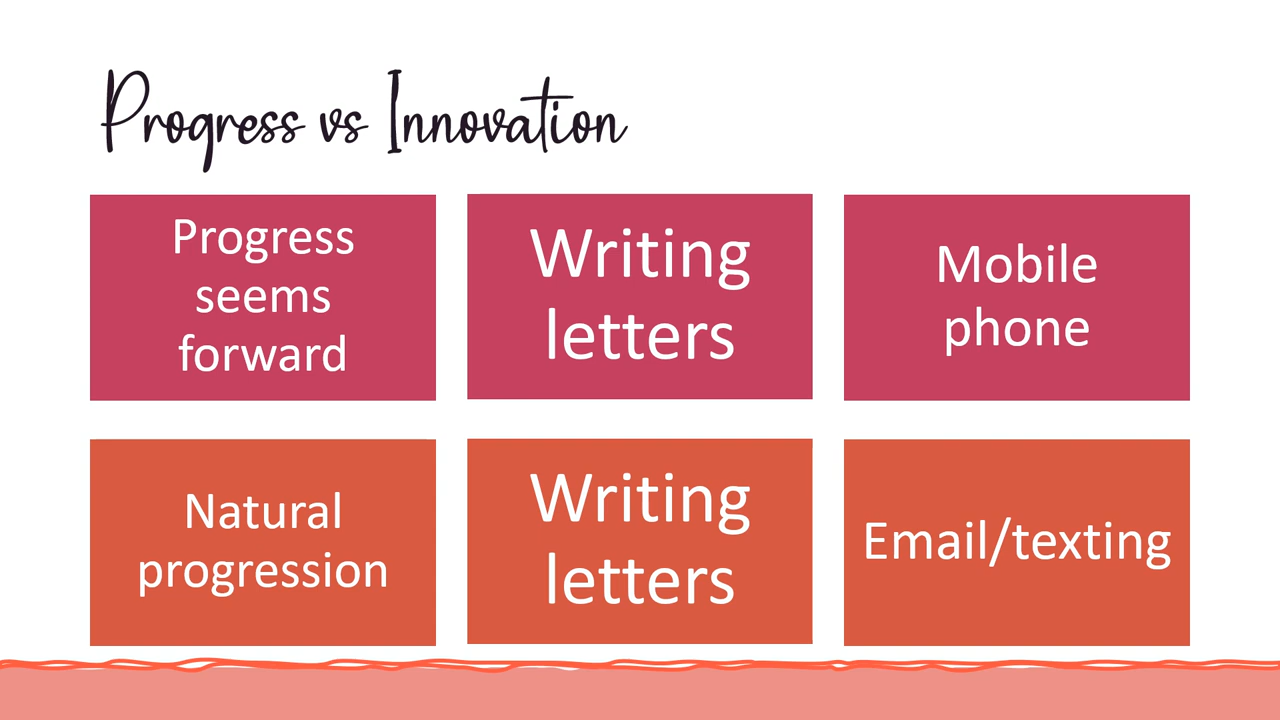 Progress vs Innovation
Progress
seems
forward
Writing
letters
Mobile
phone
Natural
progression
Writing
letters
Email/texting